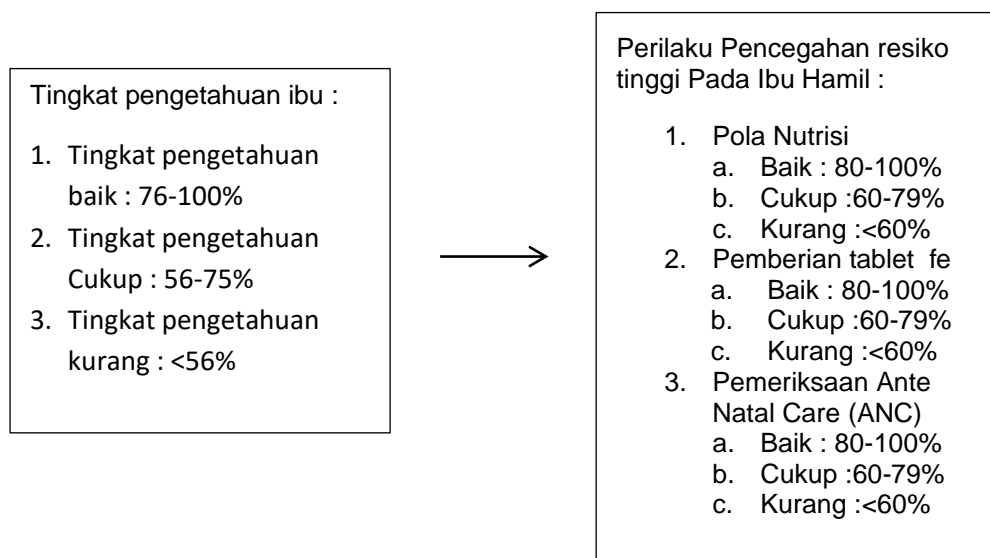 Tingkat pengetahuan ibu :
1. Tingkat pengetahuan
baik : 76-100%
2. Tingkat pengetahuan
Cukup : 56-75%
3. Tingkat pengetahuan
kurang : <56%
Perilaku Pencegahan resiko
tinggi Pada Ibu Hamil :
1. Pola Nutrisi
a. Baik : 80-100%
b. Cukup :60-79%
c. Kurang :<60%
2. Pemberian tablet fe
a. Baik : 80-100%
b. Cukup :60-79%
c. Kurang :<60%
3. Pemeriksaan Ante
Natal Care (ANC)
a. Baik : 80-100%
b. Cukup :60-79%
c. Kurang :<60%